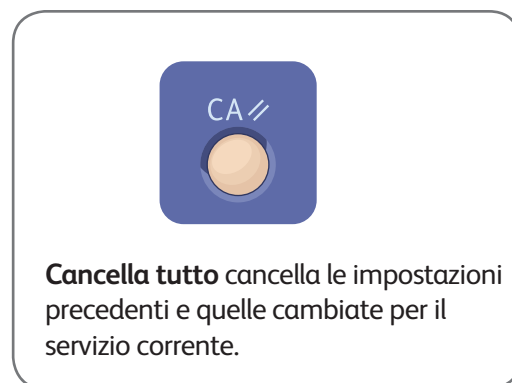 CA//
Cancella tutto cancella le impostazioni
precedenti e quelle cambiate per il
servizio corrente.